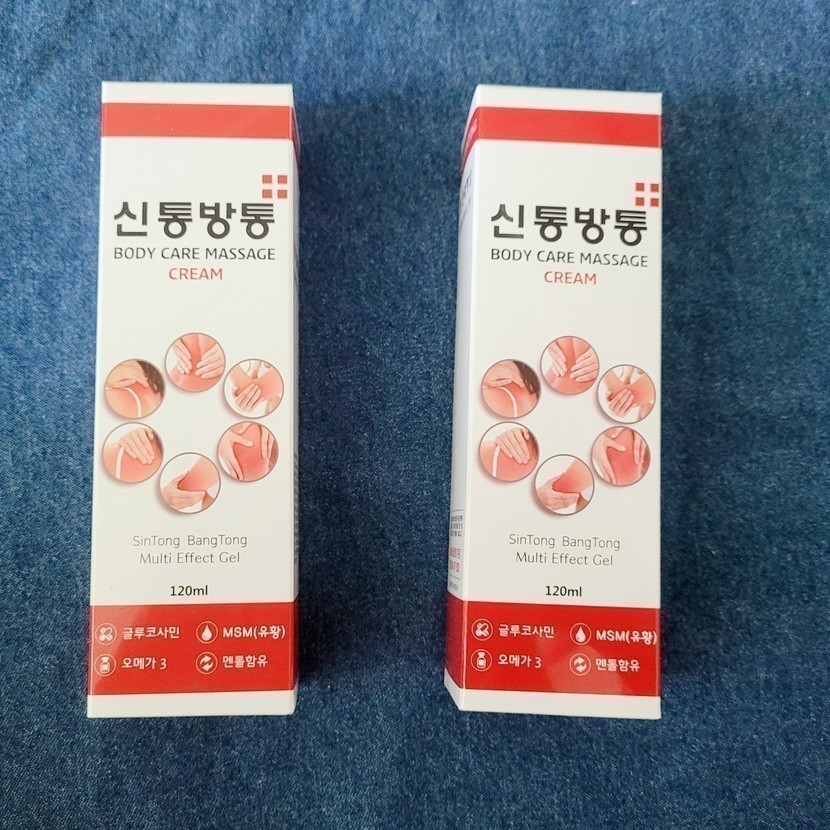 신통방통
BODY CARE MASSAGE
CREAM
SinTong BangTong
Multi Effect Gel
120ml
글루코사민 MSM(유황)
오메가 3 멘톨함유
신통방통
BODY CARE MASSAGE
CREAM
SinTong BangTong
Multi Effect Gel
120ml
글루코사민 MSM(유황)
오메가 3 멘톨함유